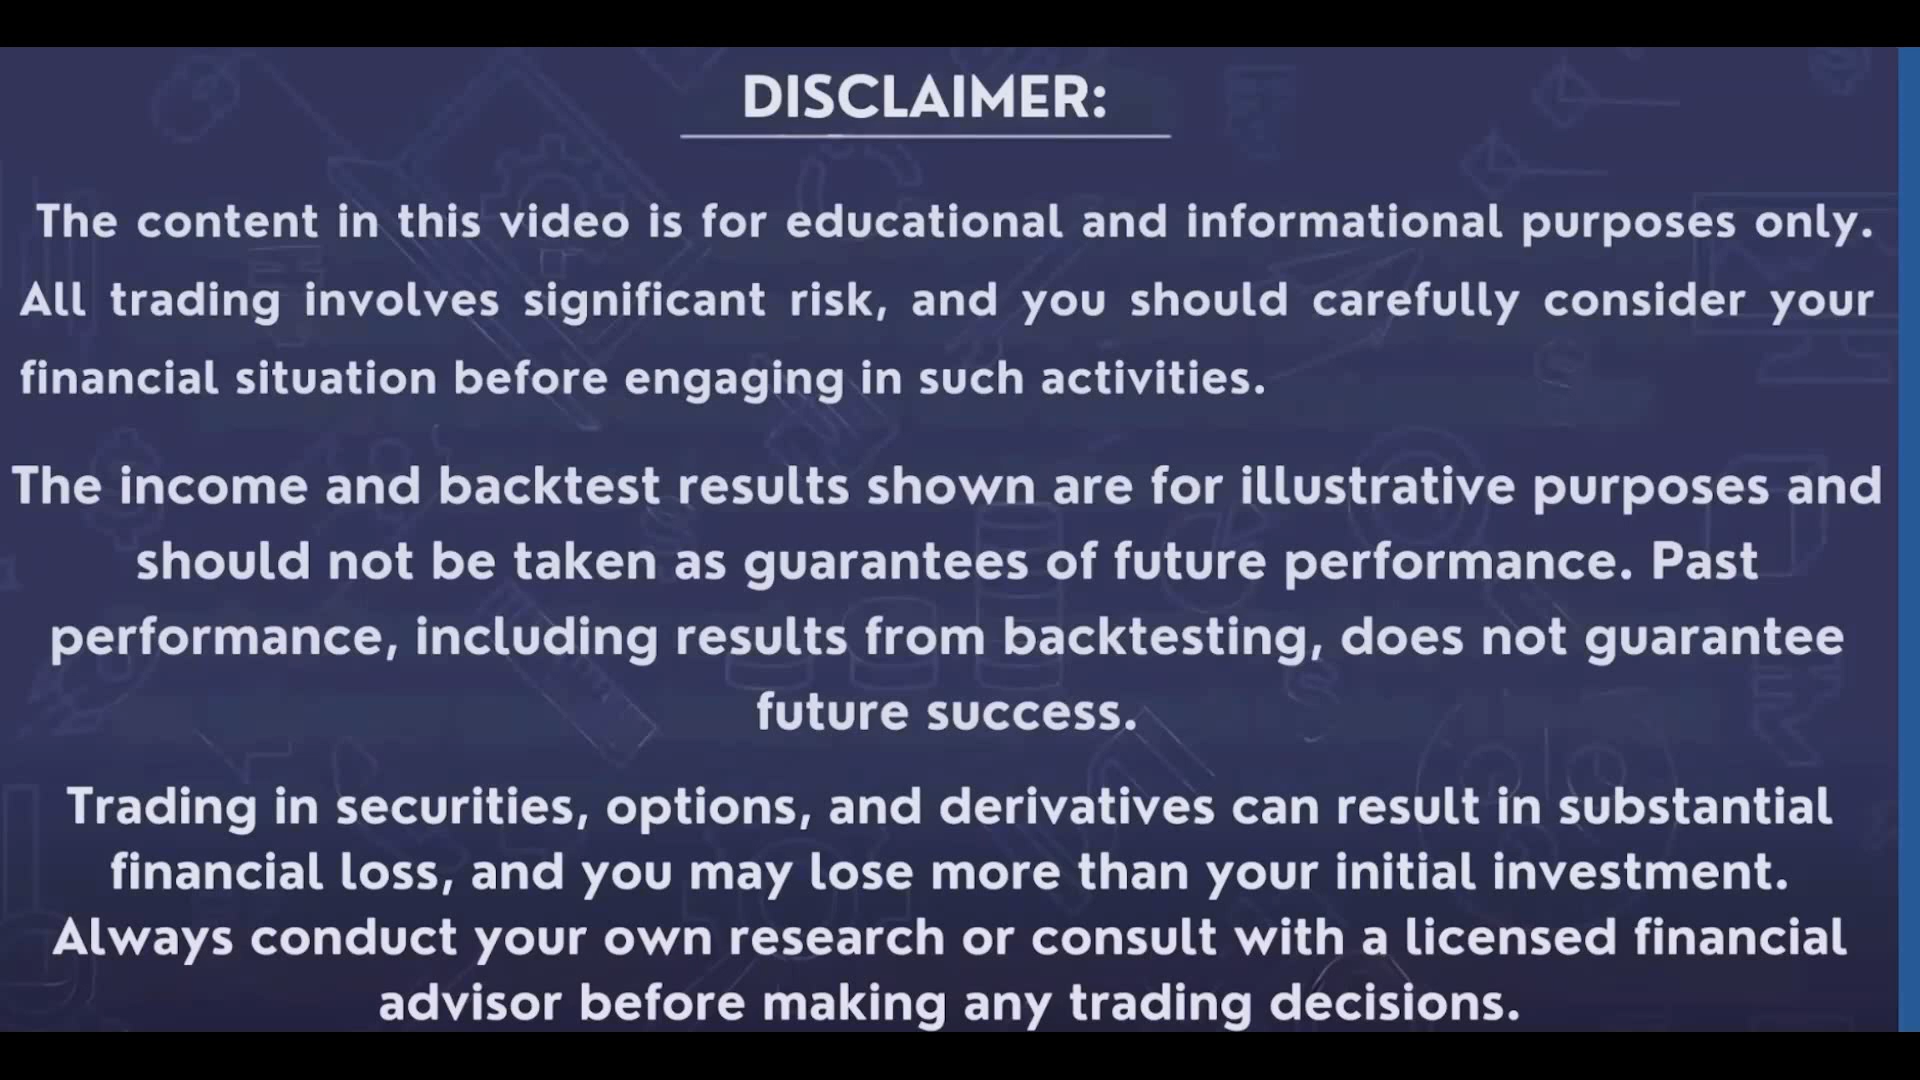 DISCLAIMER:
The content in this video is for educational and informational purposes only.
All trading involves significant risk, and you should carefully consider your
financial situation before engaging in such activities.
The income and backtest results shown are for illustrative purposes and
should not be taken as guarantees of future performance. Past
performance, including results from backtesting, does not guarantee
future success.
Trading in securities, options, and derivatives can result in substantial
financial loss, and you may lose more than your initial investment.
Always conduct your own research or consult with a licensed financial
advisor before making any trading decisions.